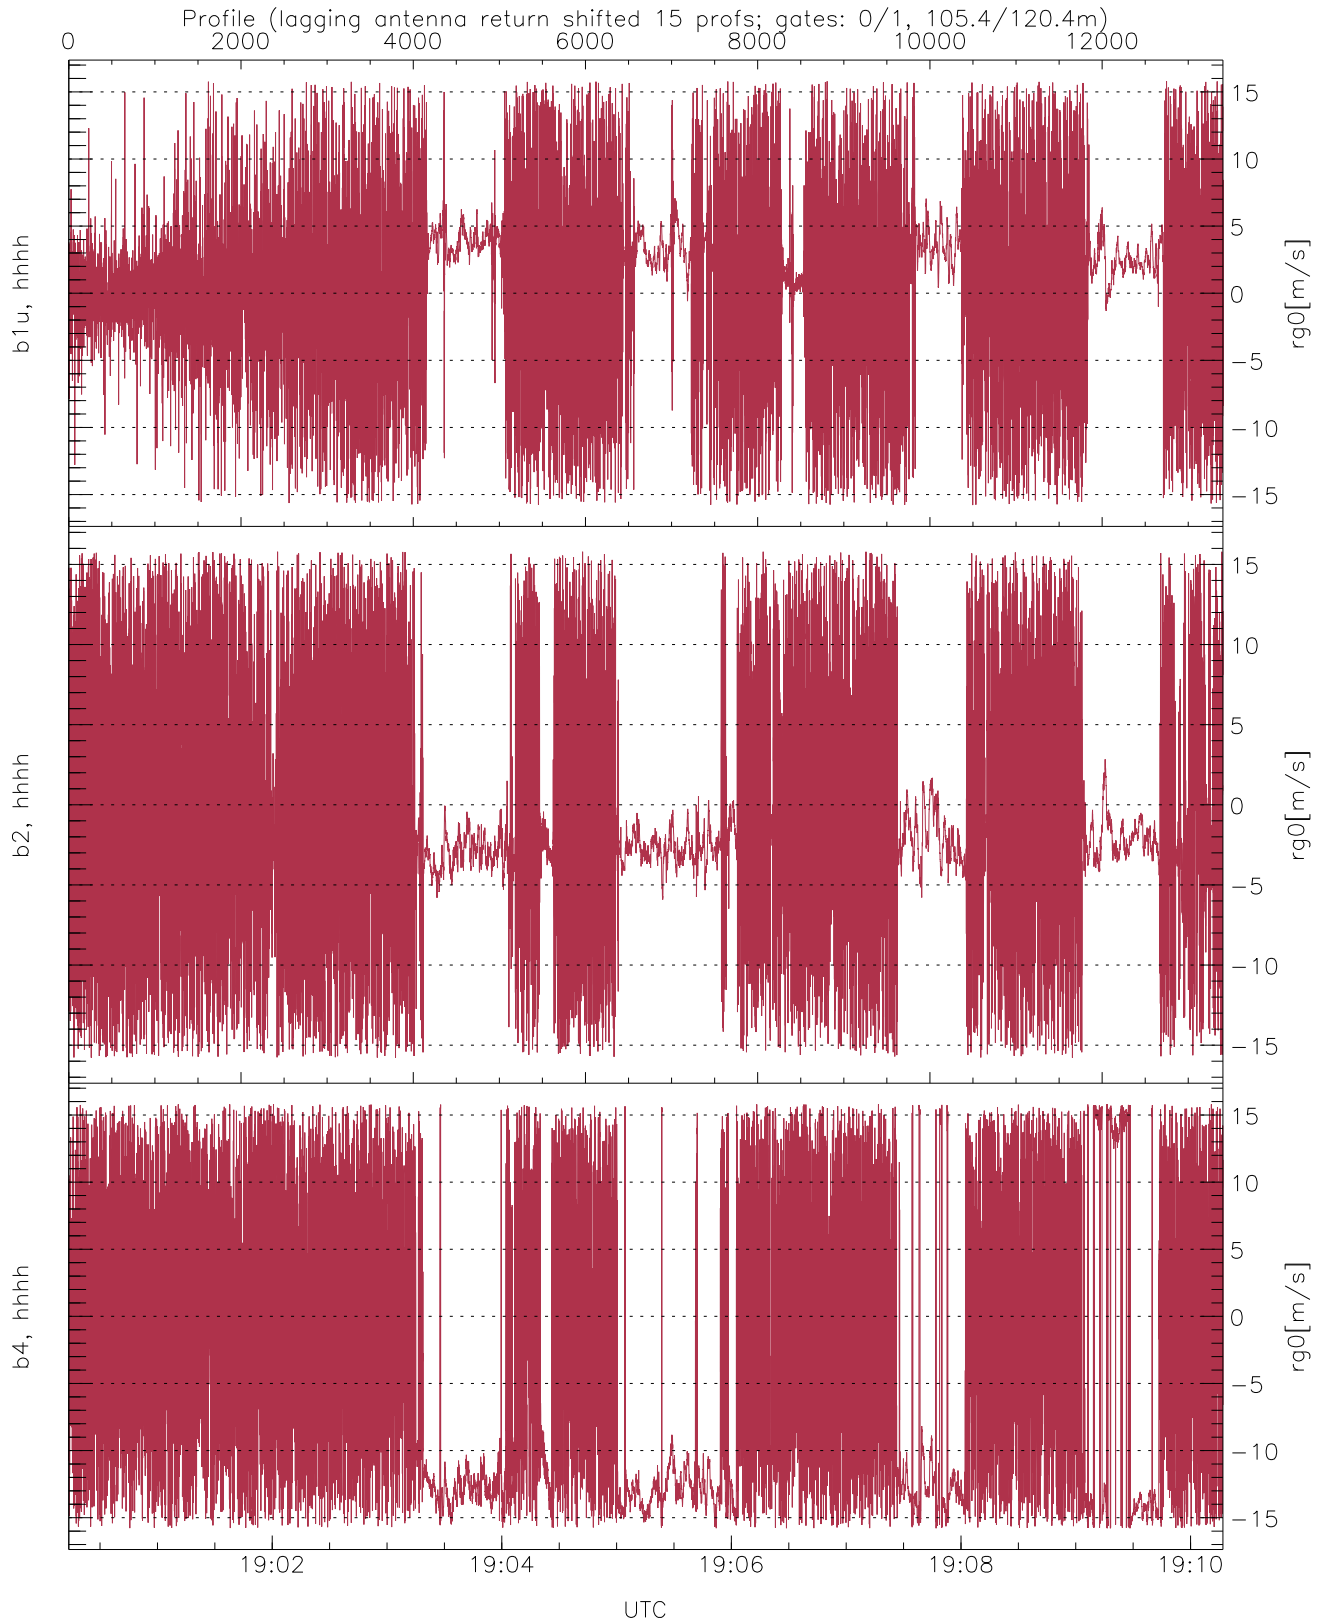 Profile (lagging antenna return shifted 15 profs; gates: 0/1, 105.4/120.4m)
0 2000 4000 6000 8000 10000 12000
15
10
5
0
-5
-10
-15
b1u, hhhh
rg0[m/s]
15
10
5
0
-5
-10
-15
b2, hhhh
rg0[m/s]
15
10
5
0
-5
-10
-15
b4, hhhh
rg0[m/s]
19:02 19:04 19:06 19:08 19:10
UTC